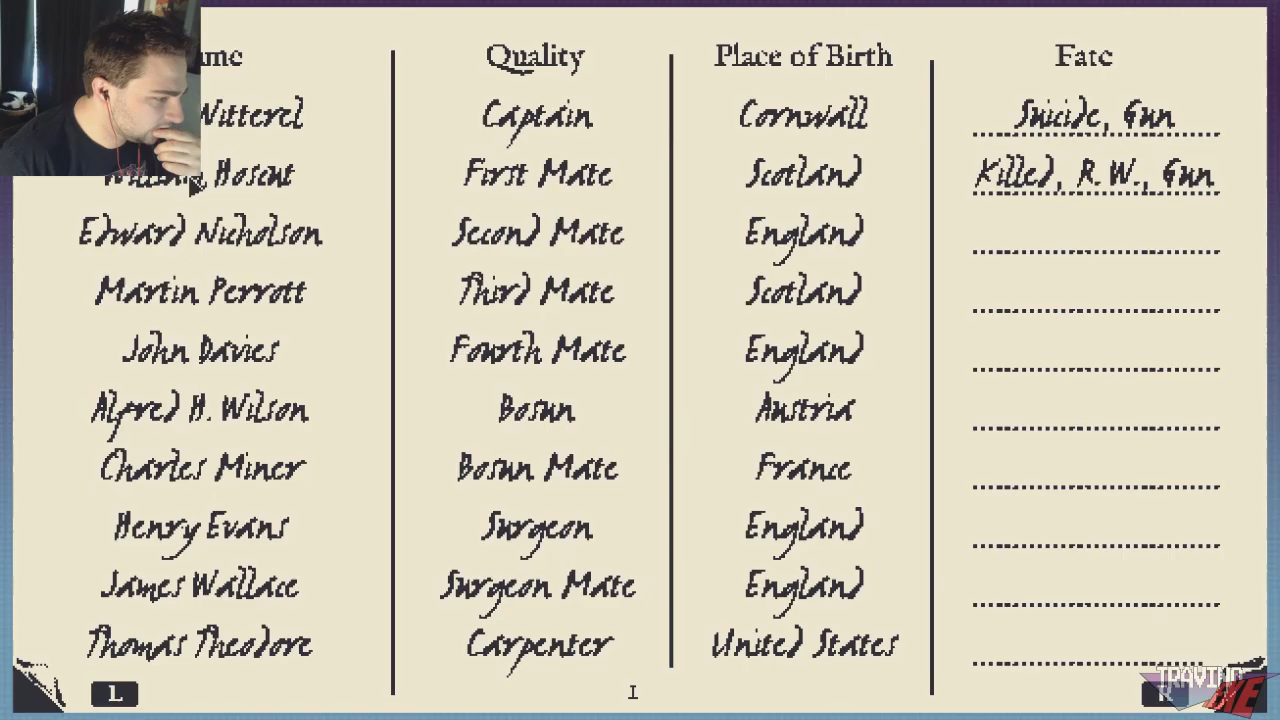 Quality Place of Birth Fate
Witterel Captain Cornwall Suicide, Gun
Hoscut First Mate Scotland Killed, R.W., Gun
Edward Nicholson Second Mate England
Martin Perrott Third Mate Scotland
John Davies Fourth Mate England
Alfred H. Wilson Bosun Austria
Charles Miner Bosun Mate France
Henry Evans Surgeon England
James Wallace Surgeon Mate England
Thomas Theodore Carpenter United States
L 1